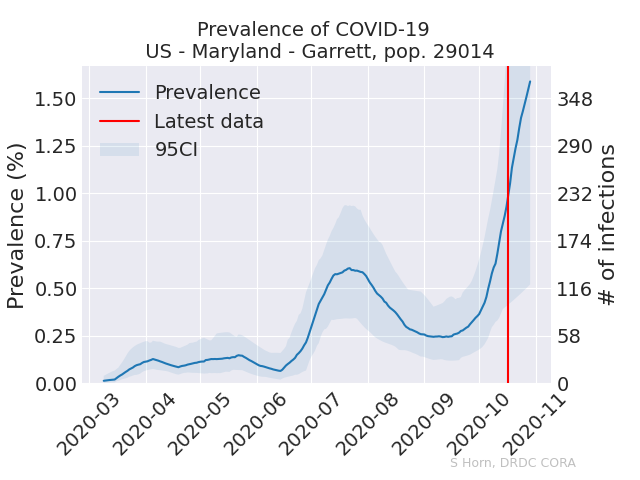 Prevalence of COVID-19
US - Maryland - Garrett, pop. 29014
Prevalence
Latest data
95CI
Prevalence (%)
1.50
1.25
1.00
0.75
0.50
0.25
0.00
348
290
232
174
116
58
0
# of infections
2020-03
2020-04
2020-05
2020-06
2020-07
2020-08
2020-09
2020-10
2020-11
S Horn, DRDC CORA